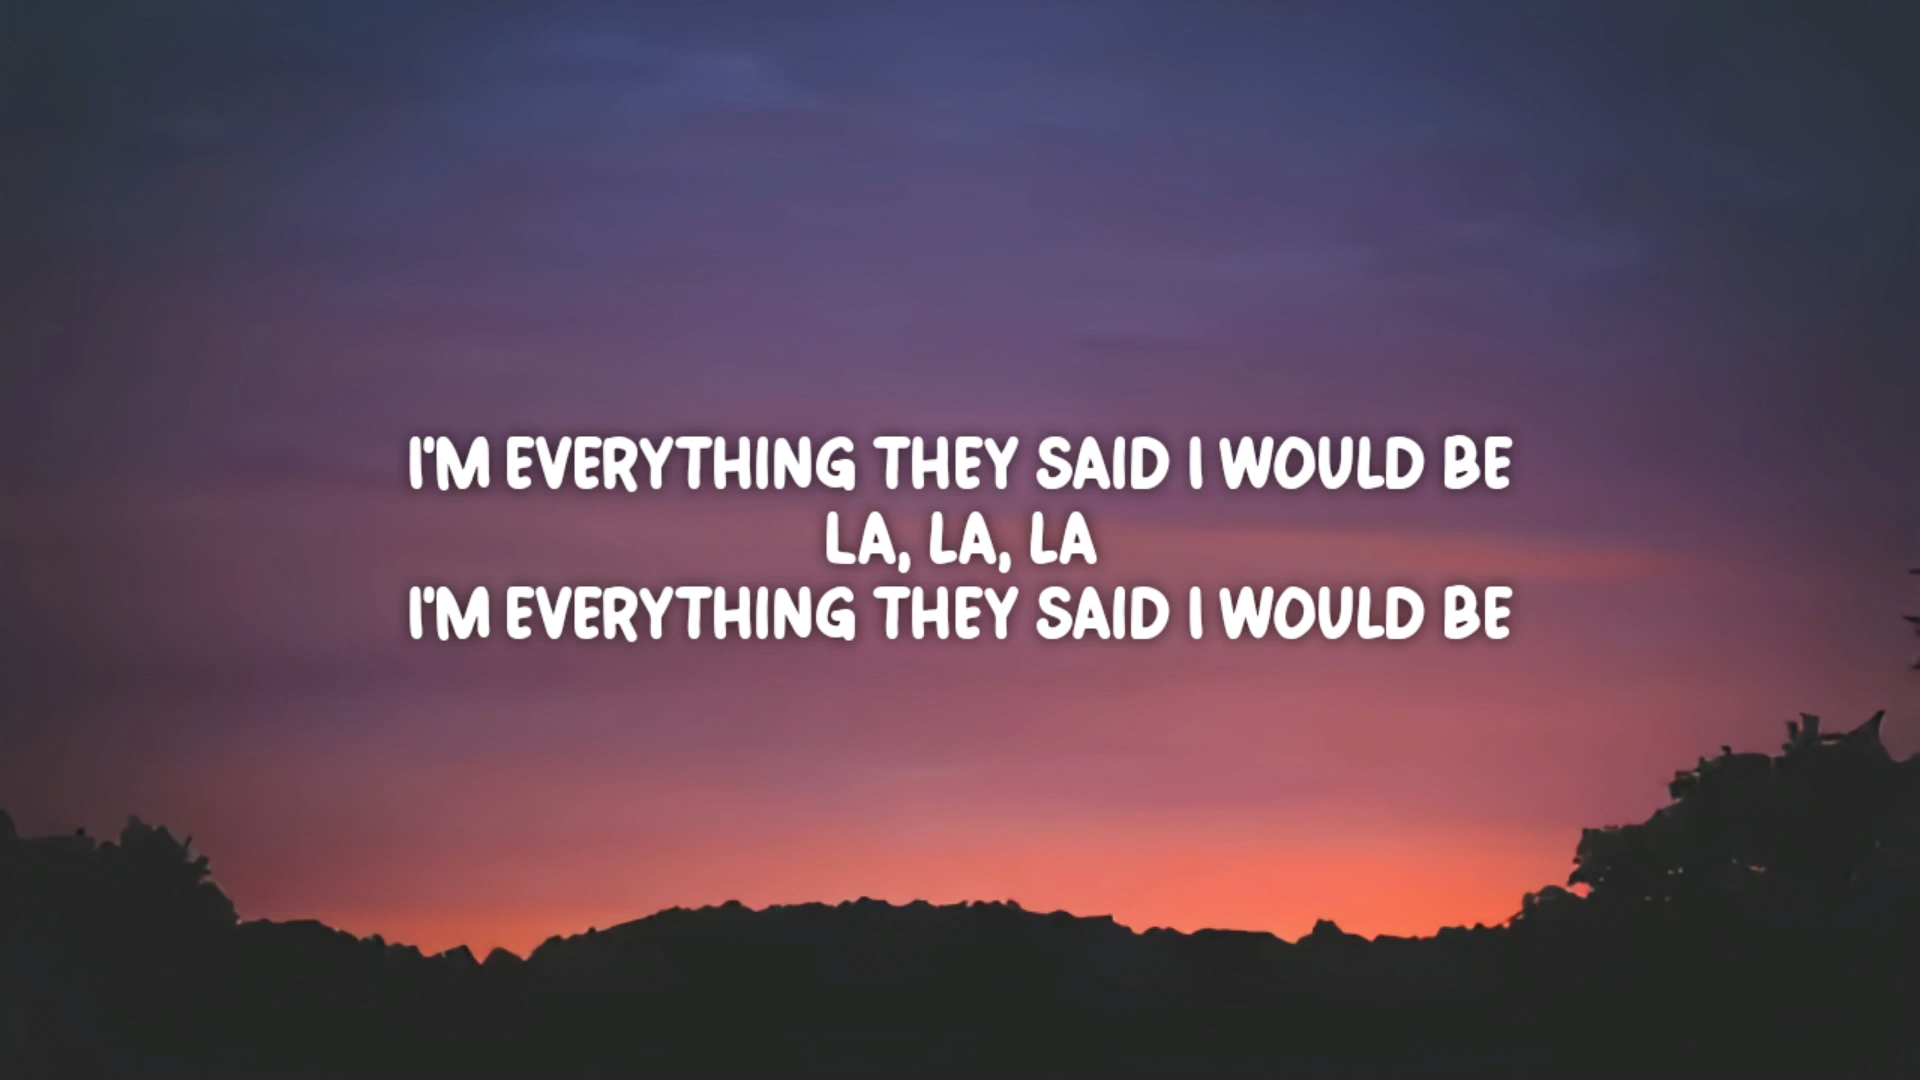 I'M EVERYTHING THEY SAID I WOULD BE
LA, LA, LA
I'M EVERYTHING THEY SAID I WOULD BE